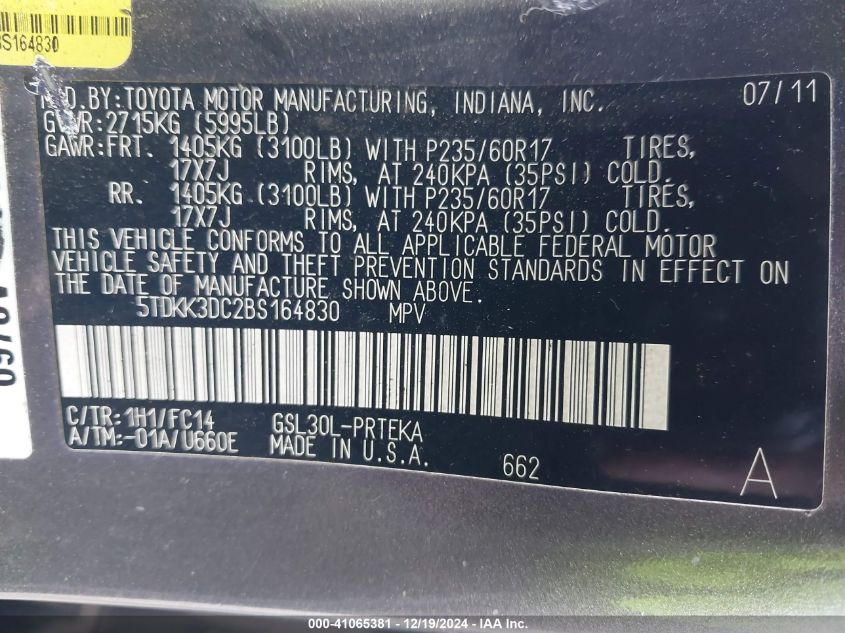 BS164830
MFD.BY:TOYOTA MOTOR MANUFACTURING, INDIANA, INC. 07/11
GVWR:2715KG (5995LB)
GAWR:FRT. 1405KG (3100LB) WITH P235/60R17 TIRES,
17X7J RIMS, AT 240KPA (35PSI) COLD.
RR. 1405KG (3100LB) WITH P235/60R17 TIRES,
17X7J RIMS, AT 240KPA (35PSI) COLD.
THIS VEHICLE CONFORMS TO ALL APPLICABLE FEDERAL MOTOR
VEHICLE SAFETY AND THEFT PREVENTION STANDARDS IN EFFECT ON
THE DATE OF MANUFACTURE SHOWN ABOVE.
5TDKK3DC2BS164830 MPV
C/TR:1H1/FC14 GSL30L-PRTEKA
A/TM:-01A/U660E MADE IN U.S.A. 662 A
000-41065381 - 12/19/2024 - IAA, Inc.